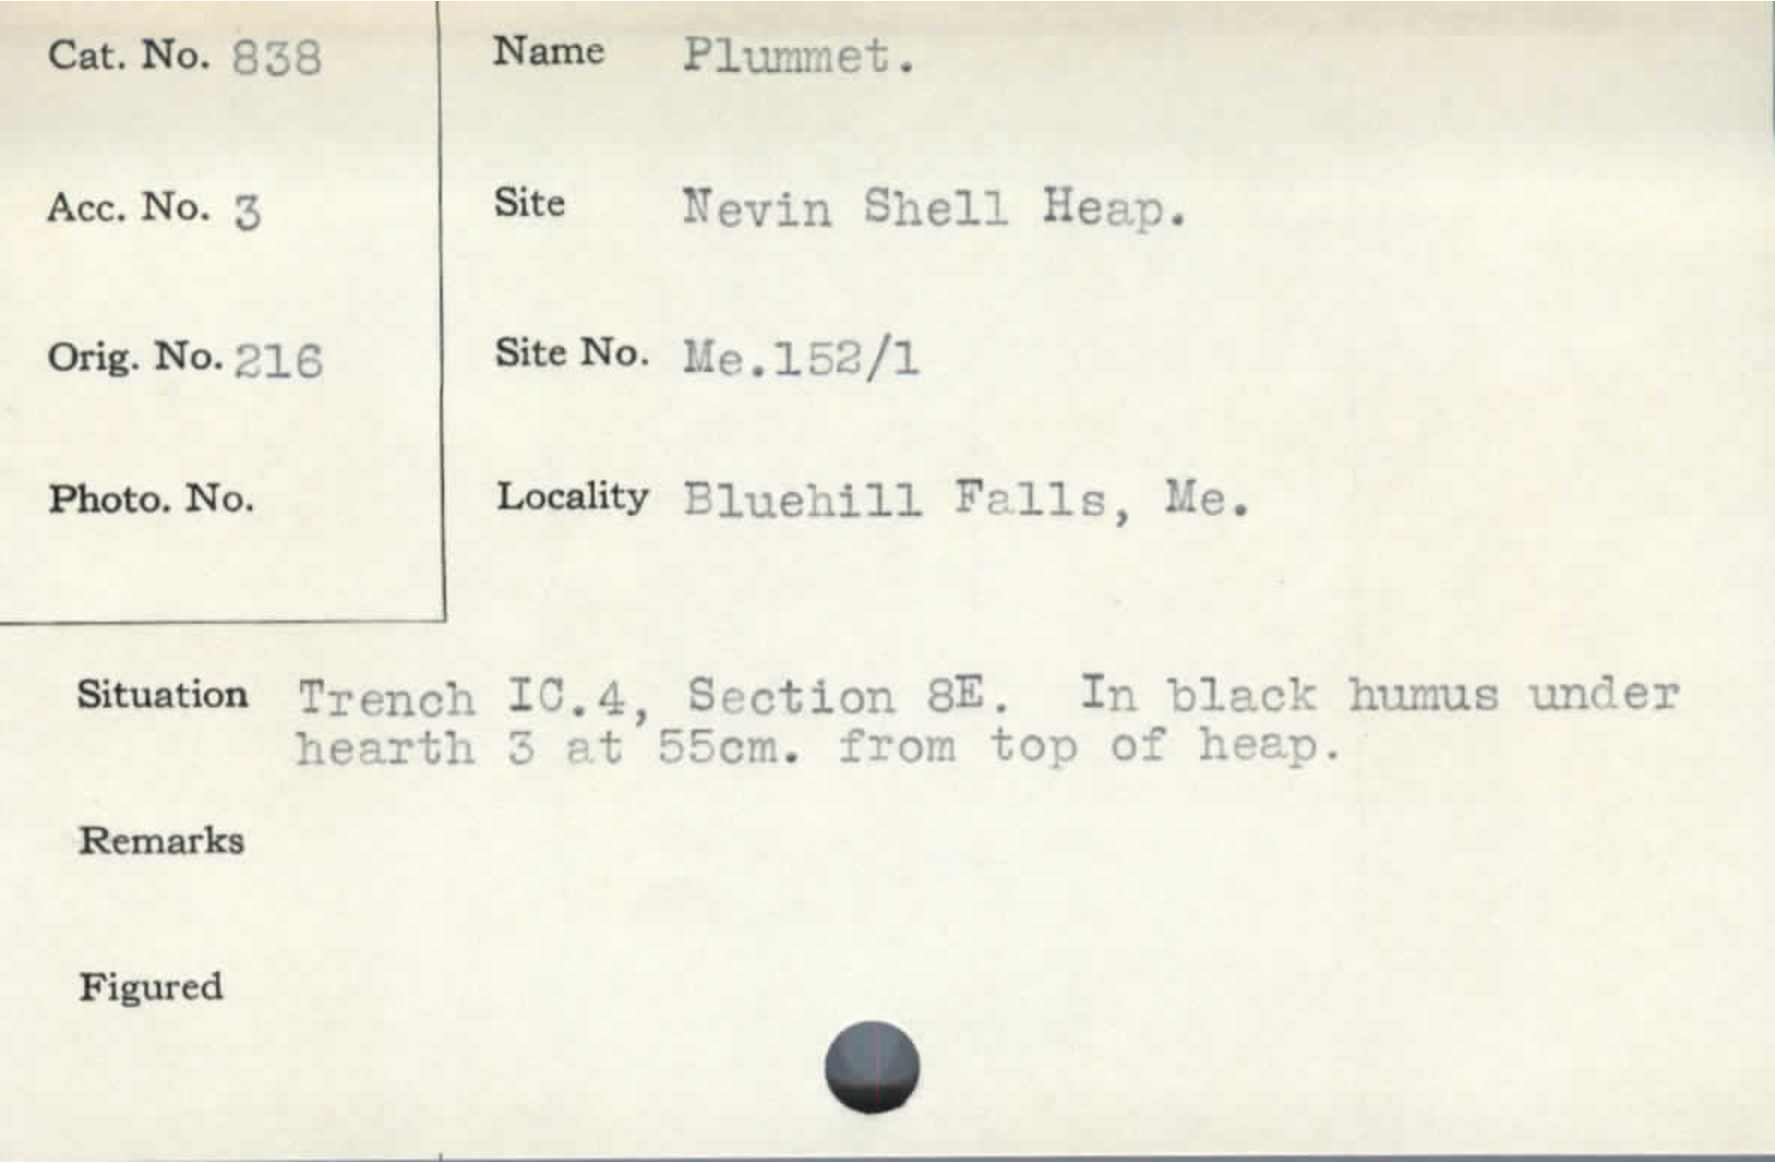 Cat. No. 838
Name Plummet.
Acc. No. 3
Site Nevin Shell Heap.
Orig. No. 216
Site No. Me.152/1
Photo. No.
Locality Bluehill Falls, Me.
Situation Trench IC.4, Section 8E. In black humus under
hearth 3 at 55cm. from top of heap.
Remarks
Figured